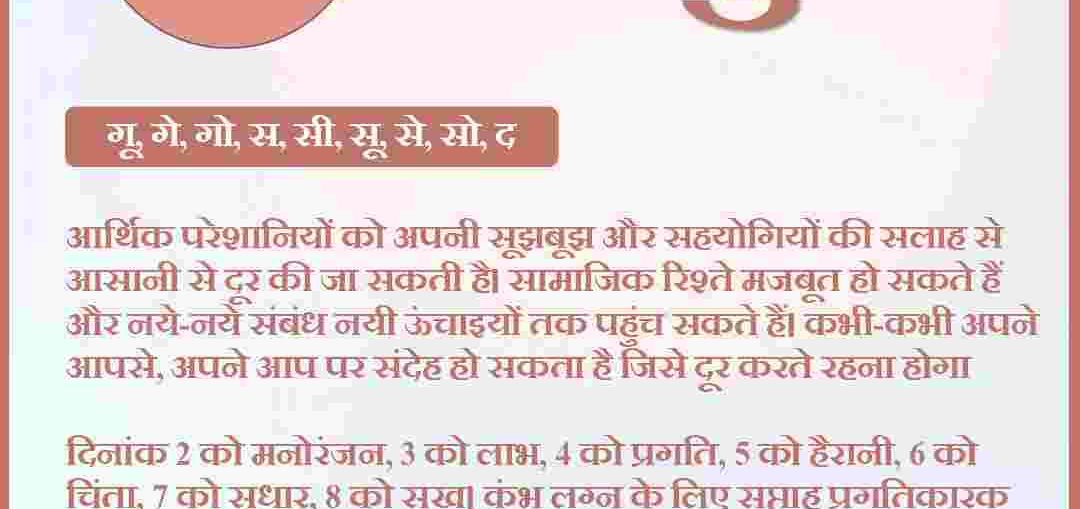 गू, गे, गो, स, सी, सू, से, सो, द
आर्थिक परेशानियों को अपनी सूझबूझ और सहयोगियों की सलाह से
आसानी से दूर की जा सकती है। सामाजिक रिश्ते मजबूत हो सकते हैं
और नये-नये संबंध नयी ऊंचाइयों तक पहुंच सकते हैं। कभी-कभी अपने
आपसे, अपने आप पर संदेह हो सकता है जिसे दूर करते रहना होगा
दिनांक 2 को मनोरंजन, 3 को लाभ, 4 को प्रगति, 5 को हैरानी, 6 को
चिंता, 7 को सुधार, 8 को सुख। कुंभ लग्न के लिए सप्ताह प्रगतिकारक